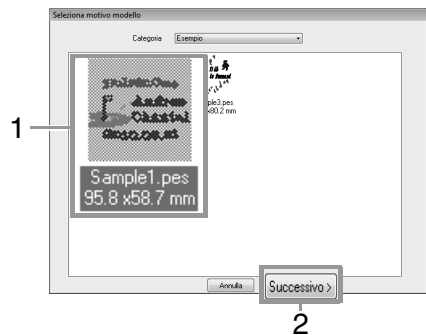 Seleziona motivo modello
Categoria Esempio
Sample1.pes
95.8 x58.7 mm
ple3.pes
x80.2 mm
1
Annulla
Successivo >
2